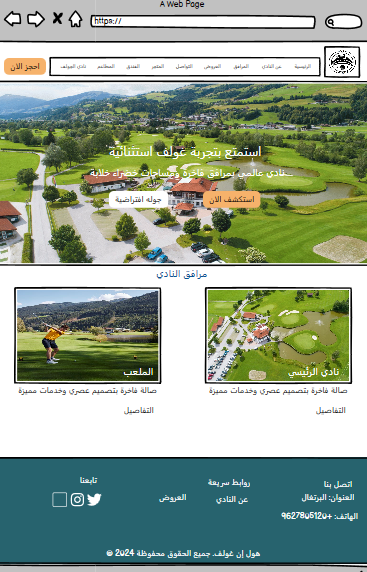 A Web Page
https://
الرئيسية عن النادي المرافق العروض التواصل المتجر الفندق المطاعم نادي الجولف
احجز الآن
استمتع بتجربة غولف استثنائية
نادي عالمي بمرافق فاخرة ومساحات خضراء خلابة
استكشف الآن
جولة افتراضية
مرافق النادي
نادي الرئيسي
الملعب
صالة فاخرة بتصميم عصري وخدمات مميزة
صالة فاخرة بتصميم عصري وخدمات مميزة
التفاصيل
التفاصيل
اتصل بنا
العنوان: البرتغال
الهاتف: +9627805120
روابط سريعة
عن النادي
العروض
تابعنا
هول إن غولف. جميع الحقوق محفوظة 2024 ©